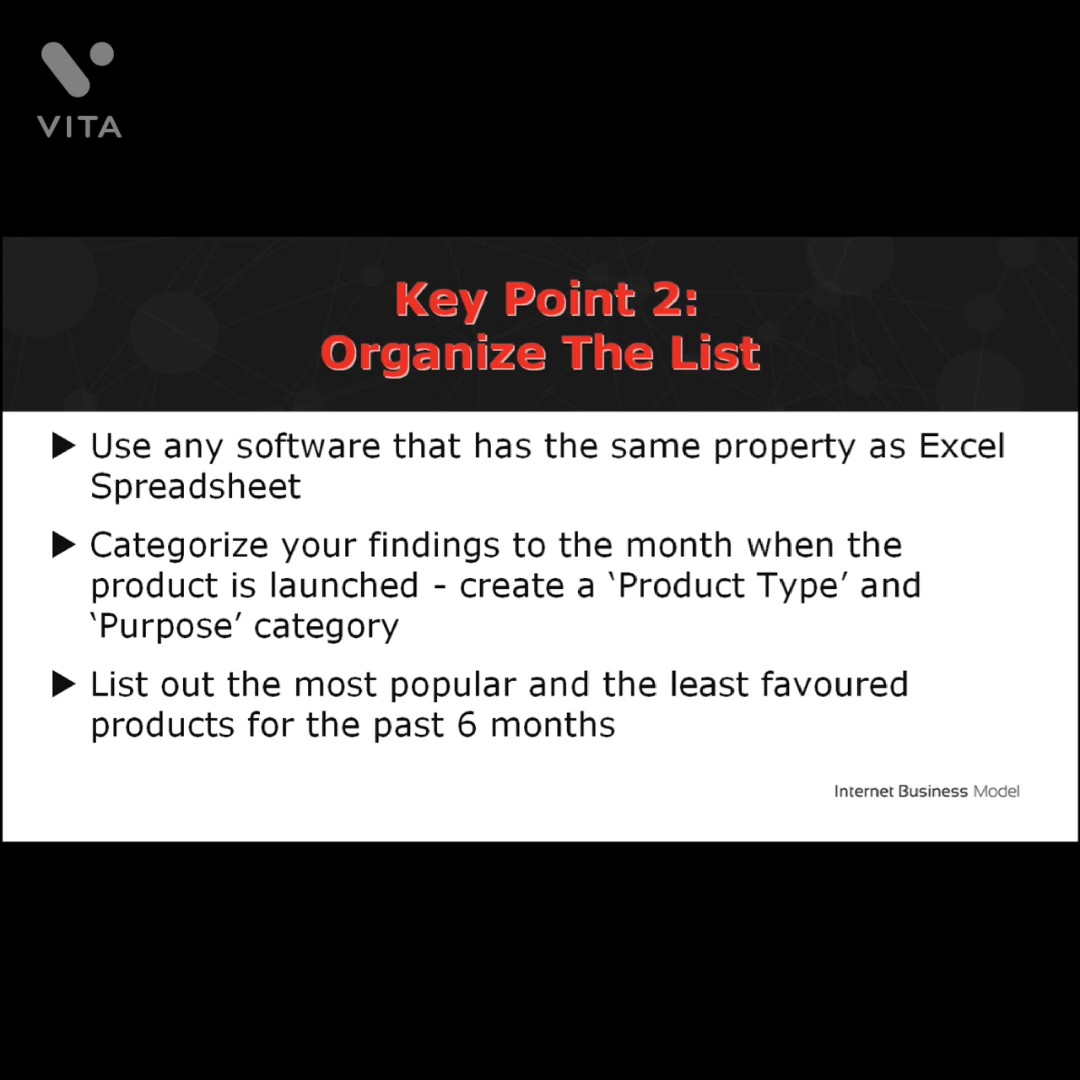 VITA
Key Point 2:
Organize The List
Use any software that has the same property as Excel
Spreadsheet
Categorize your findings to the month when the
product is launched - create a ‘Product Type’ and
‘Purpose’ category
List out the most popular and the least favoured
products for the past 6 months
Internet Business Model